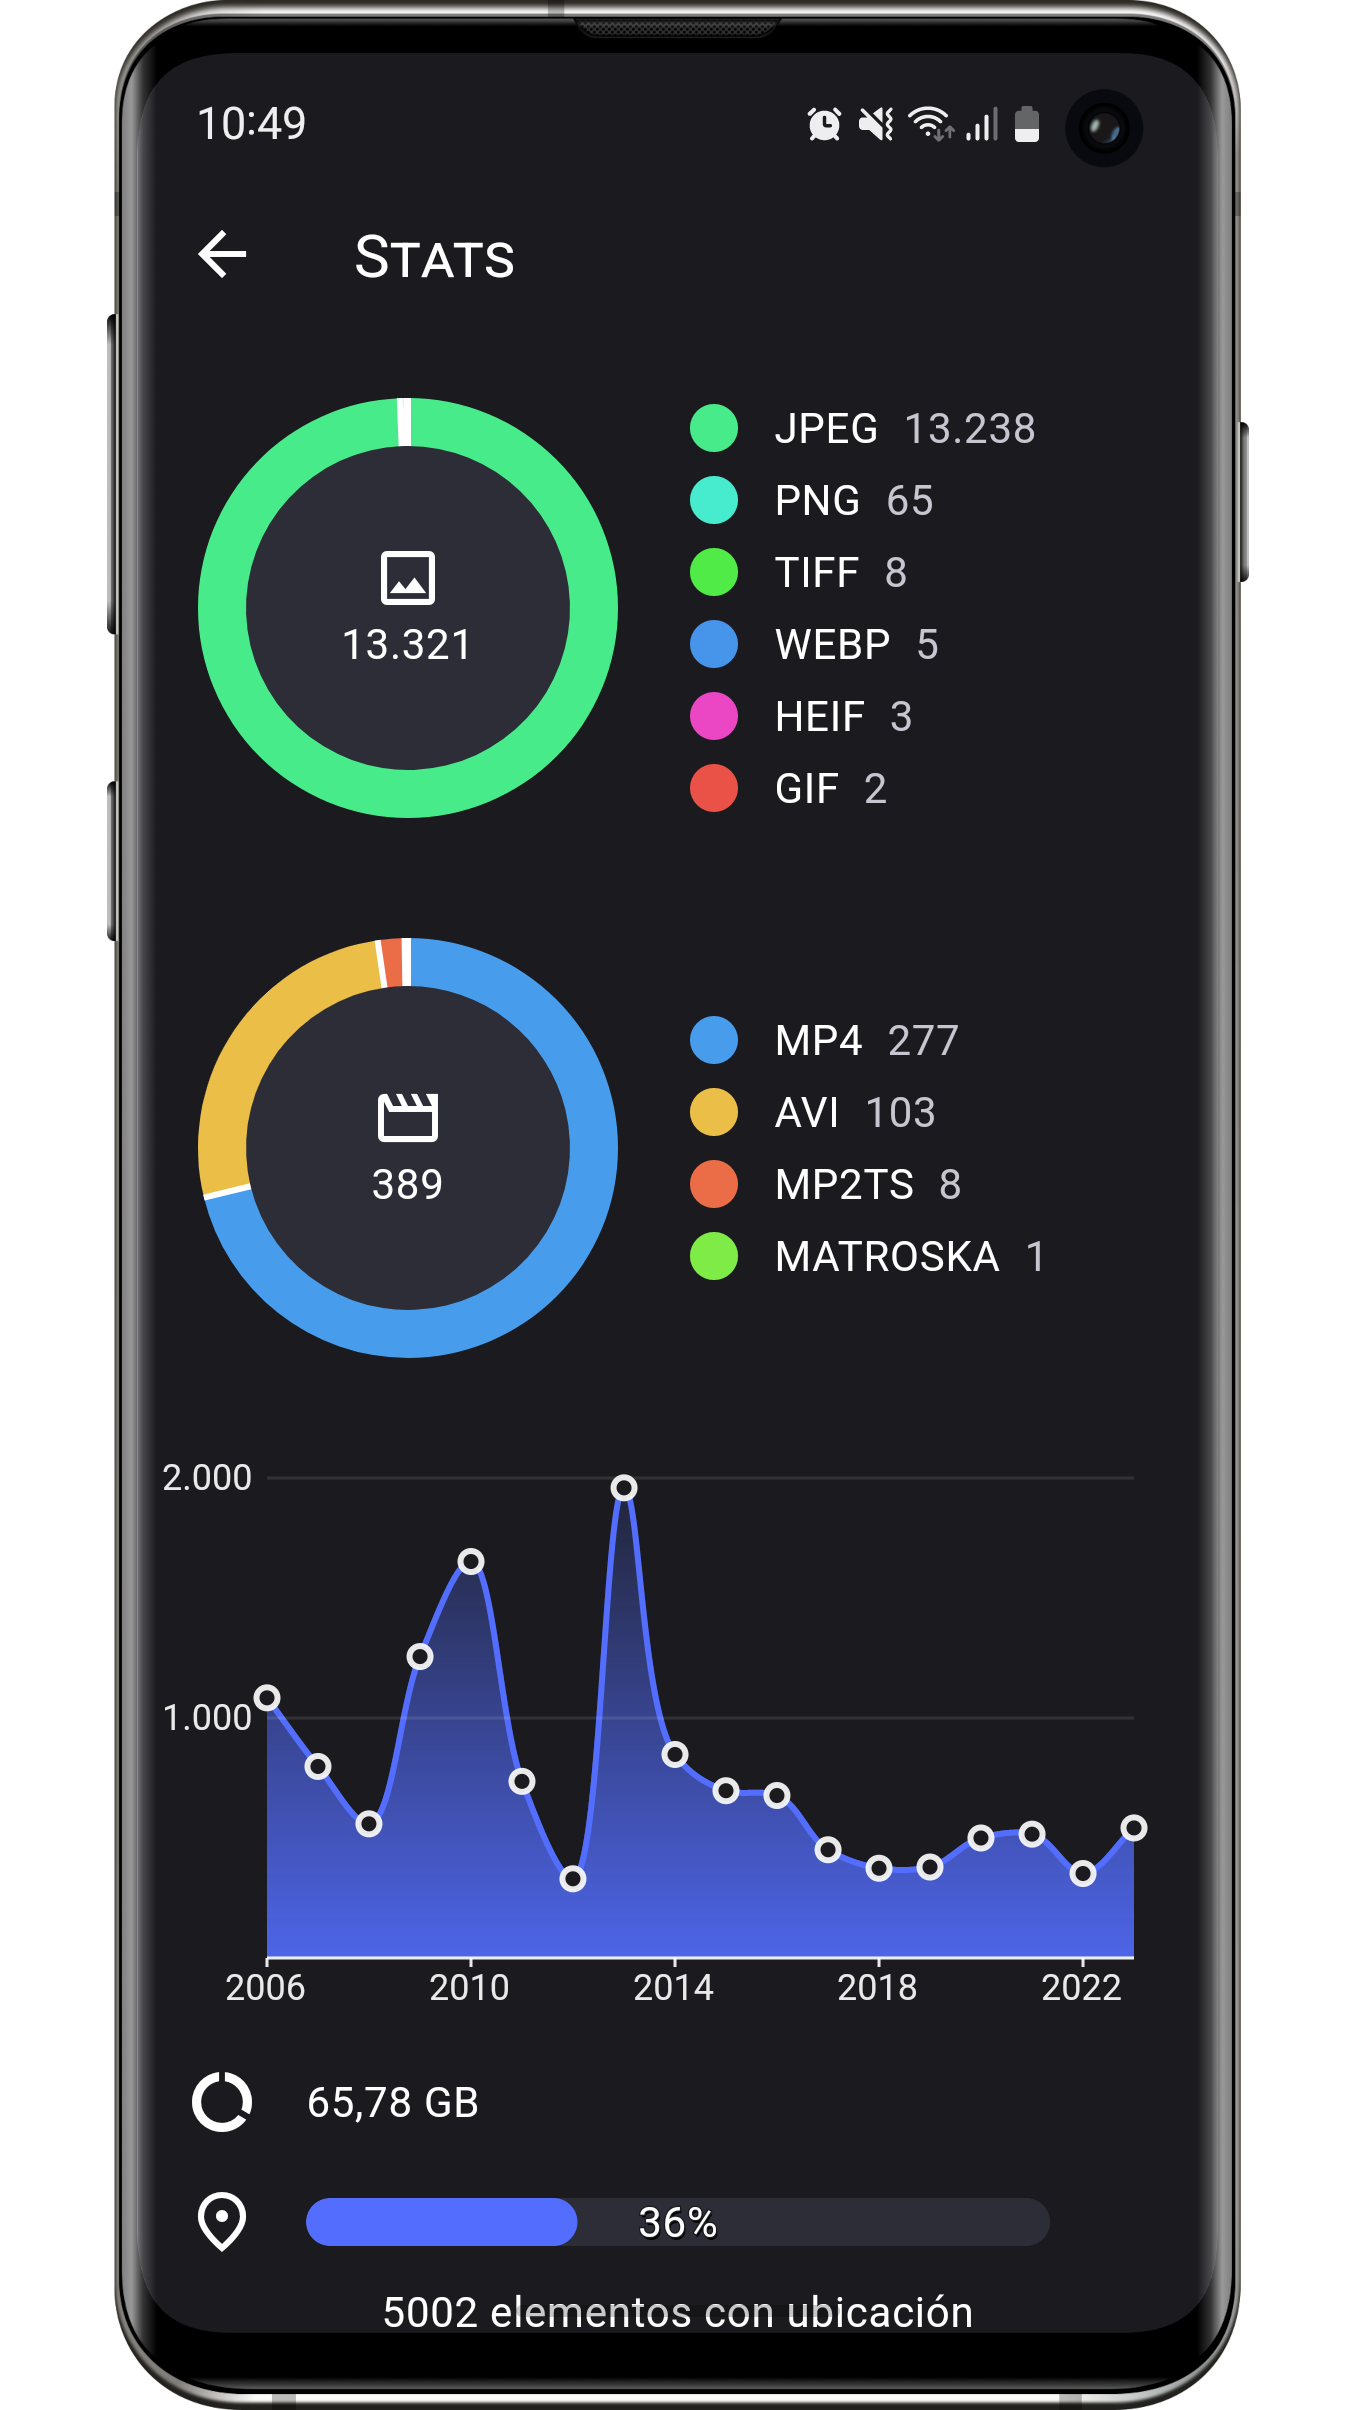 10:49
STATS
JPEG 13.238
PNG 65
TIFF 8
WEBP 5
HEIF 3
GIF 2
13.321
MP4 277
AVI 103
MP2TS 8
MATROSKA 1
389
2.000
1.000
2006 2010 2014 2018 2022
65,78 GB
36%
5002 elementos con ubicación